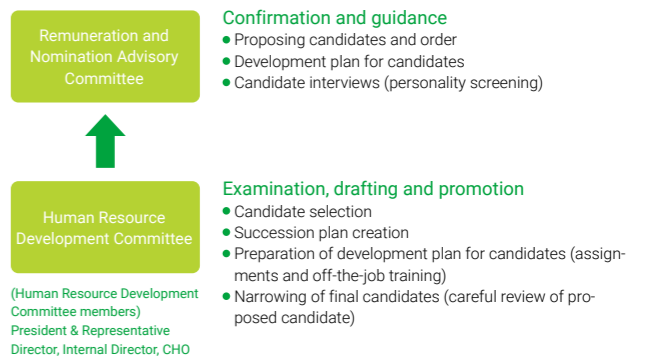 Remuneration and
Nomination Advisory
Committee
Confirmation and guidance
• Proposing candidates and order
• Development plan for candidates
• Candidate interviews (personality screening)
Human Resource
Development Committee
(Human Resource Development
Committee members)
President & Representative
Director, Internal Director, CHO
Examination, drafting and promotion
• Candidate selection
• Succession plan creation
• Preparation of development plan for candidates (assign-
ments and off-the-job training)
• Narrowing of final candidates (careful review of pro-
posed candidate)